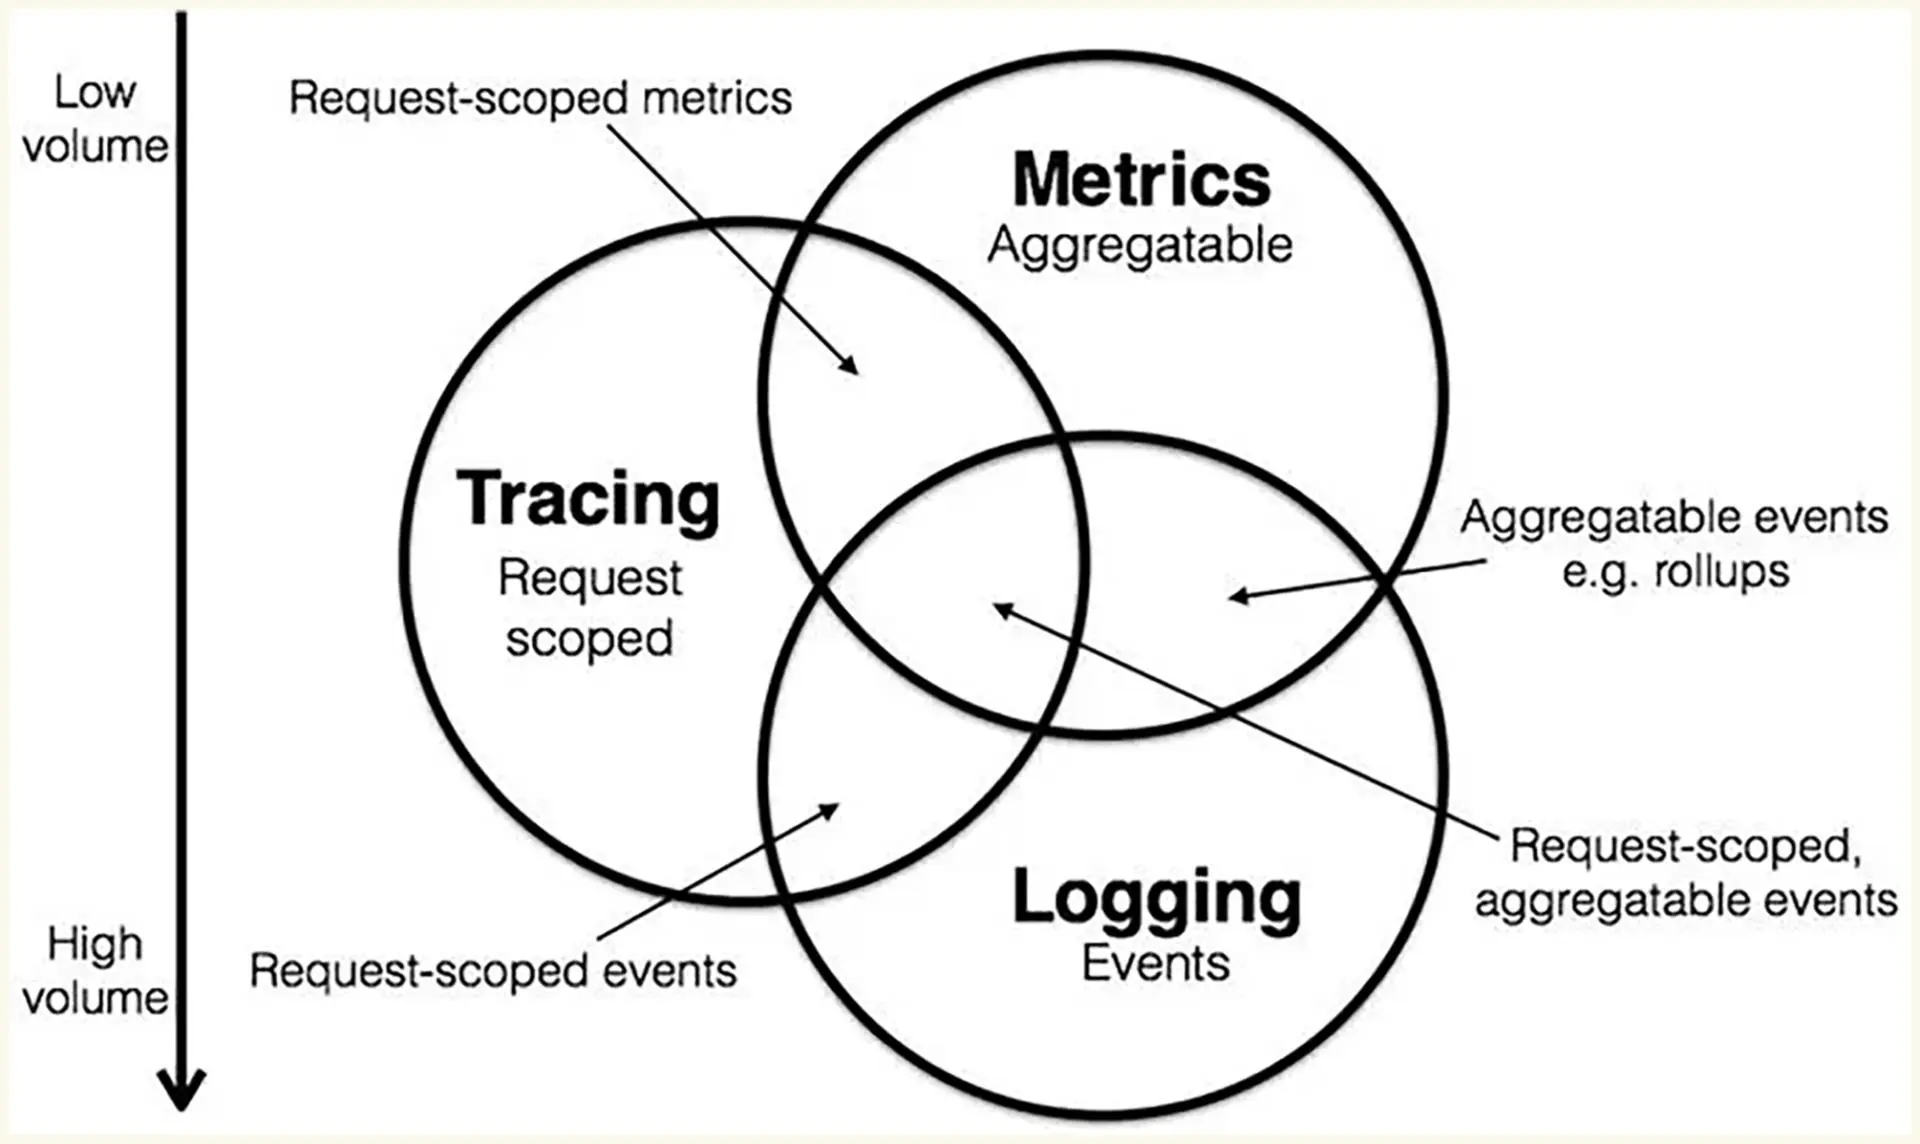 Low
volume
Request-scoped metrics
Metrics
Aggregatable
Tracing
Request
scoped
Aggregatable events
e.g. rollups
Request-scoped,
aggregatable events
Logging
Events
High
volume
Request-scoped events